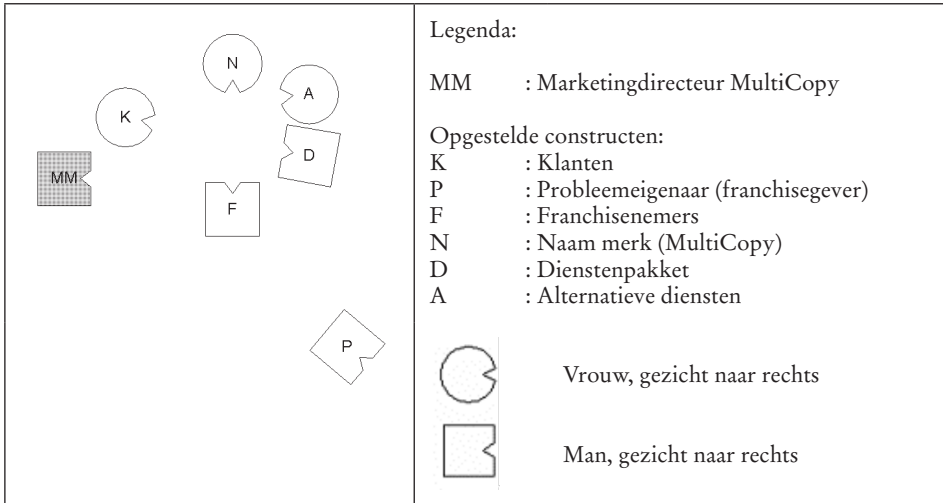 N
A
K
D
MM
F
P
Legenda:
MM : Marketingdirecteur MultiCopy
Opgestelde constructen:
K : Klanten
P : Probleemeigenaar (franchisegever)
F : Franchisenemers
N : Naam merk (MultiCopy)
D : Dienstenpakket
A : Alternatieve diensten
Vrouw, gezicht naar rechts
Man, gezicht naar rechts